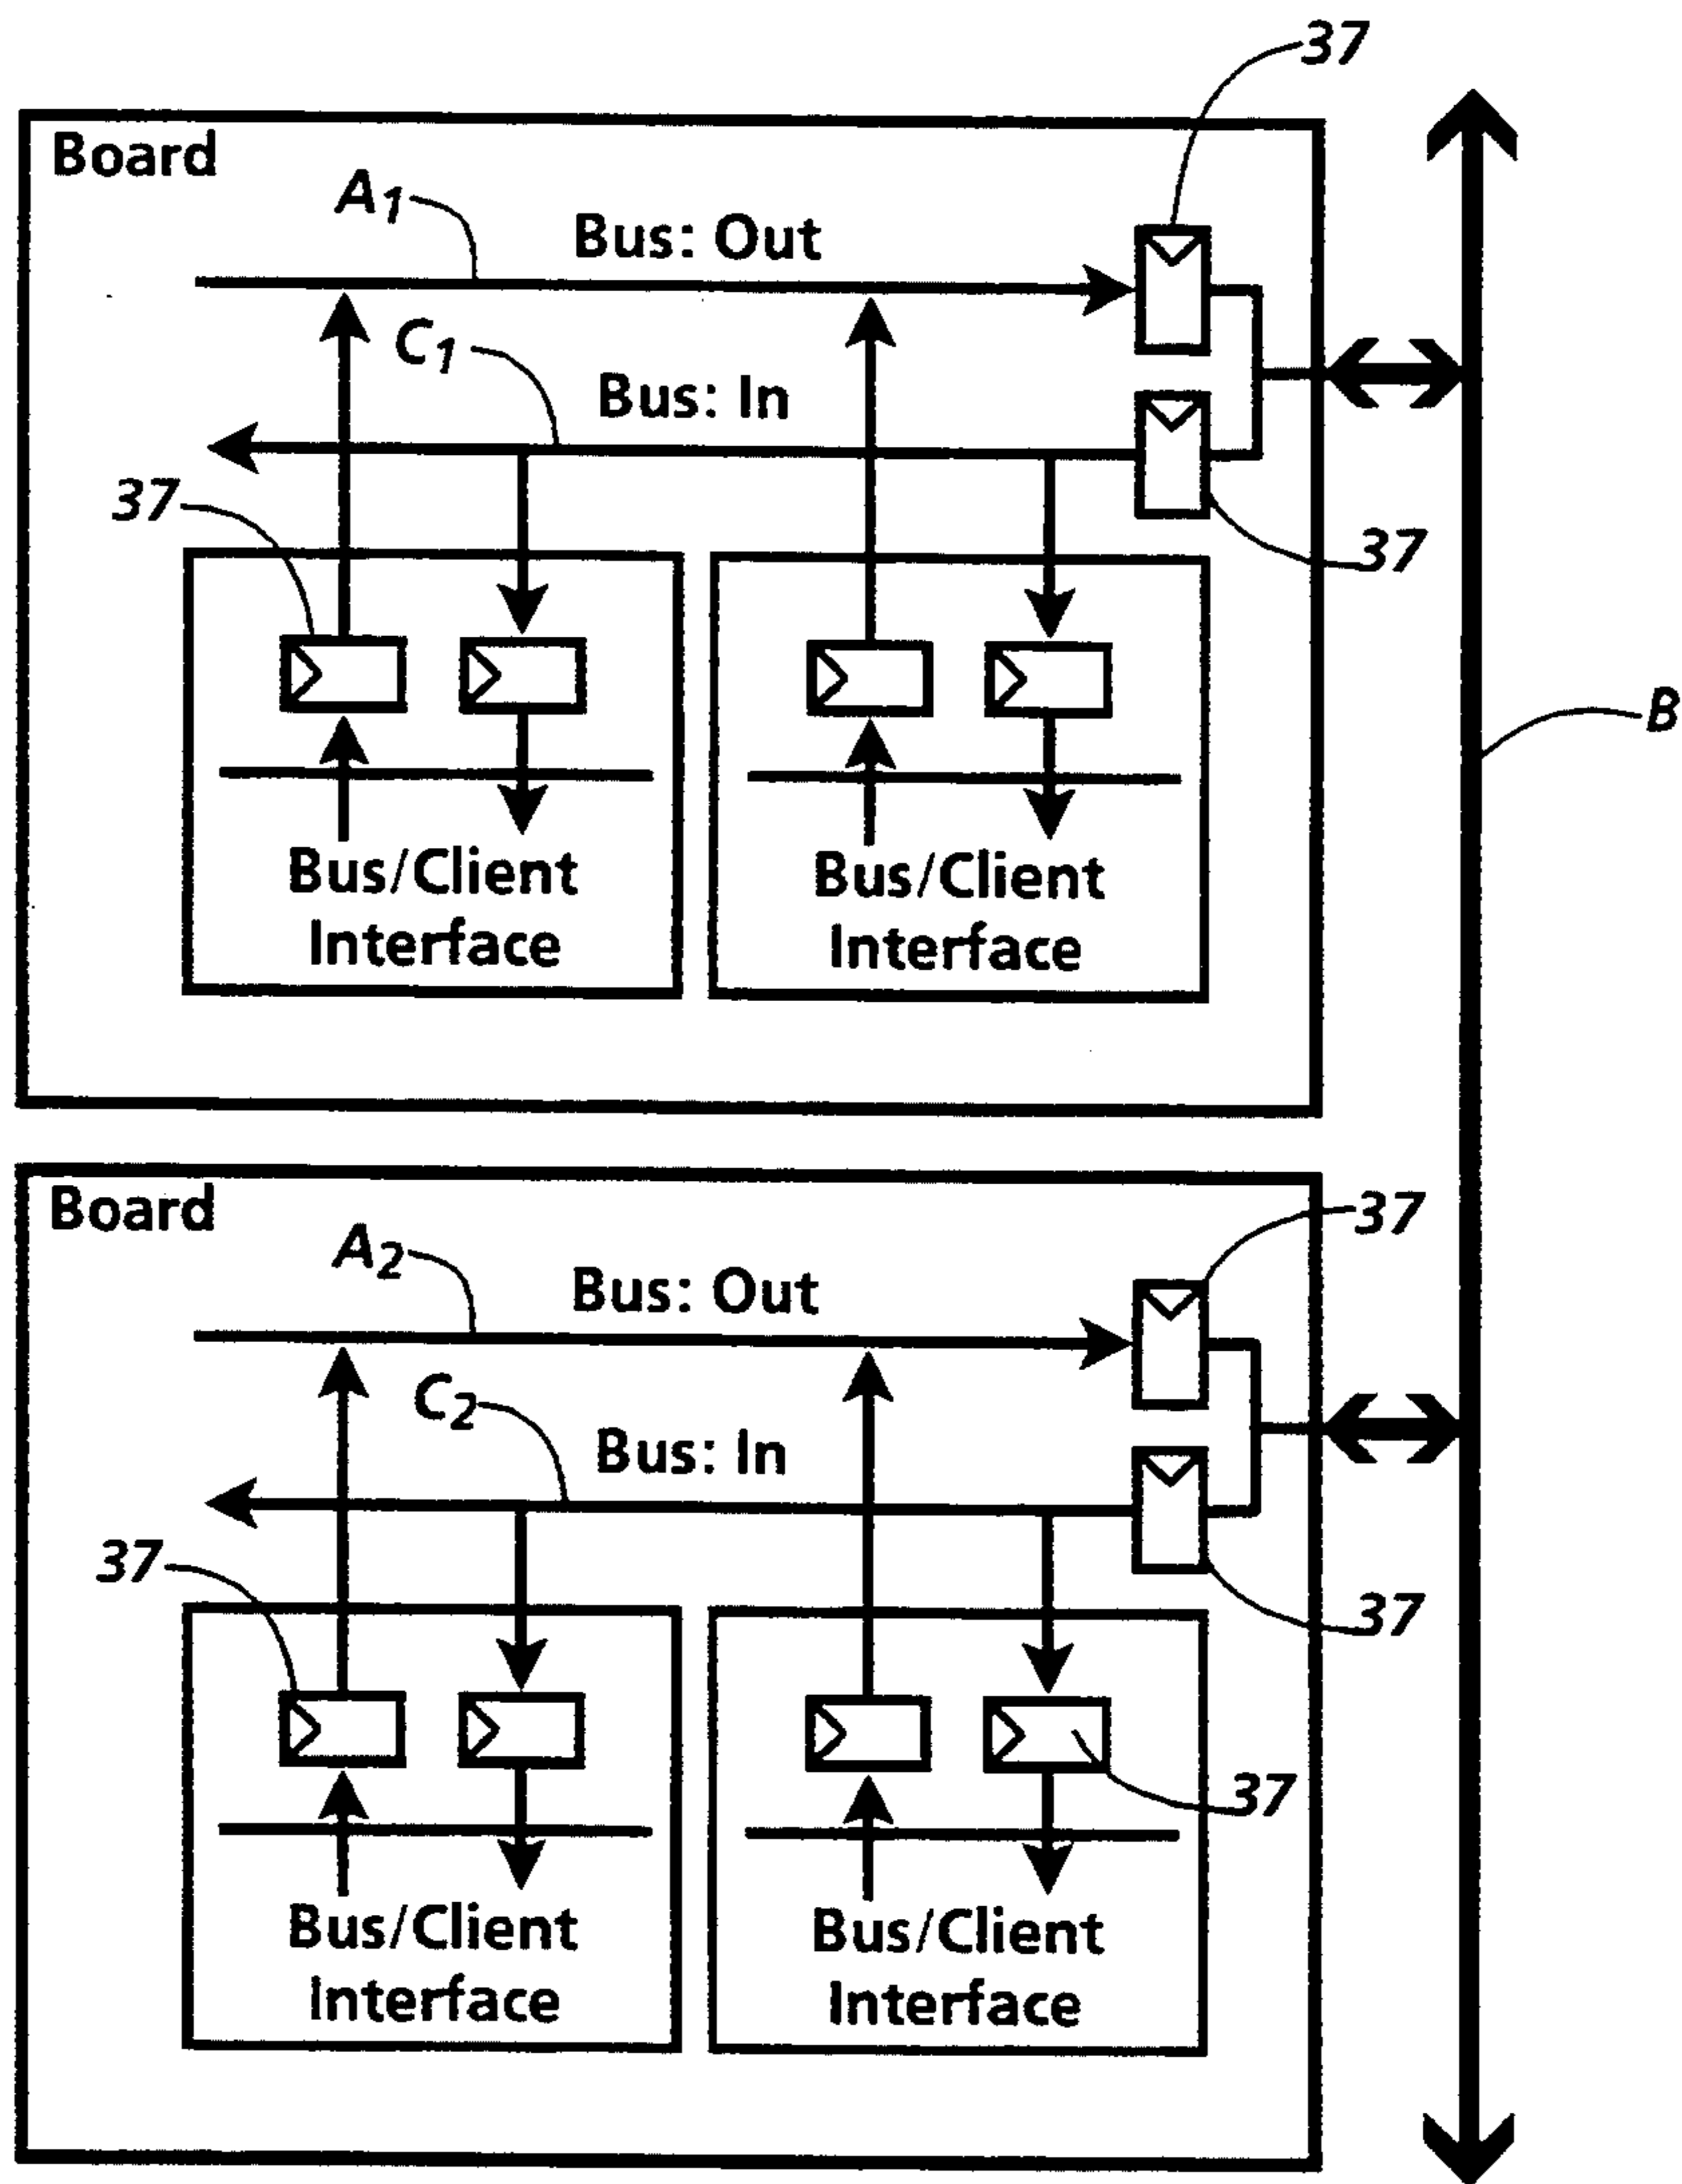 37
Board
A1
Bus: Out
C1
Bus: In
37
37
B
Bus/Client
Interface
Bus/Client
Interface
Board
37
A2
Bus: Out
C2
Bus: In
37
37
37
Bus/Client
Interface
Bus/Client
Interface